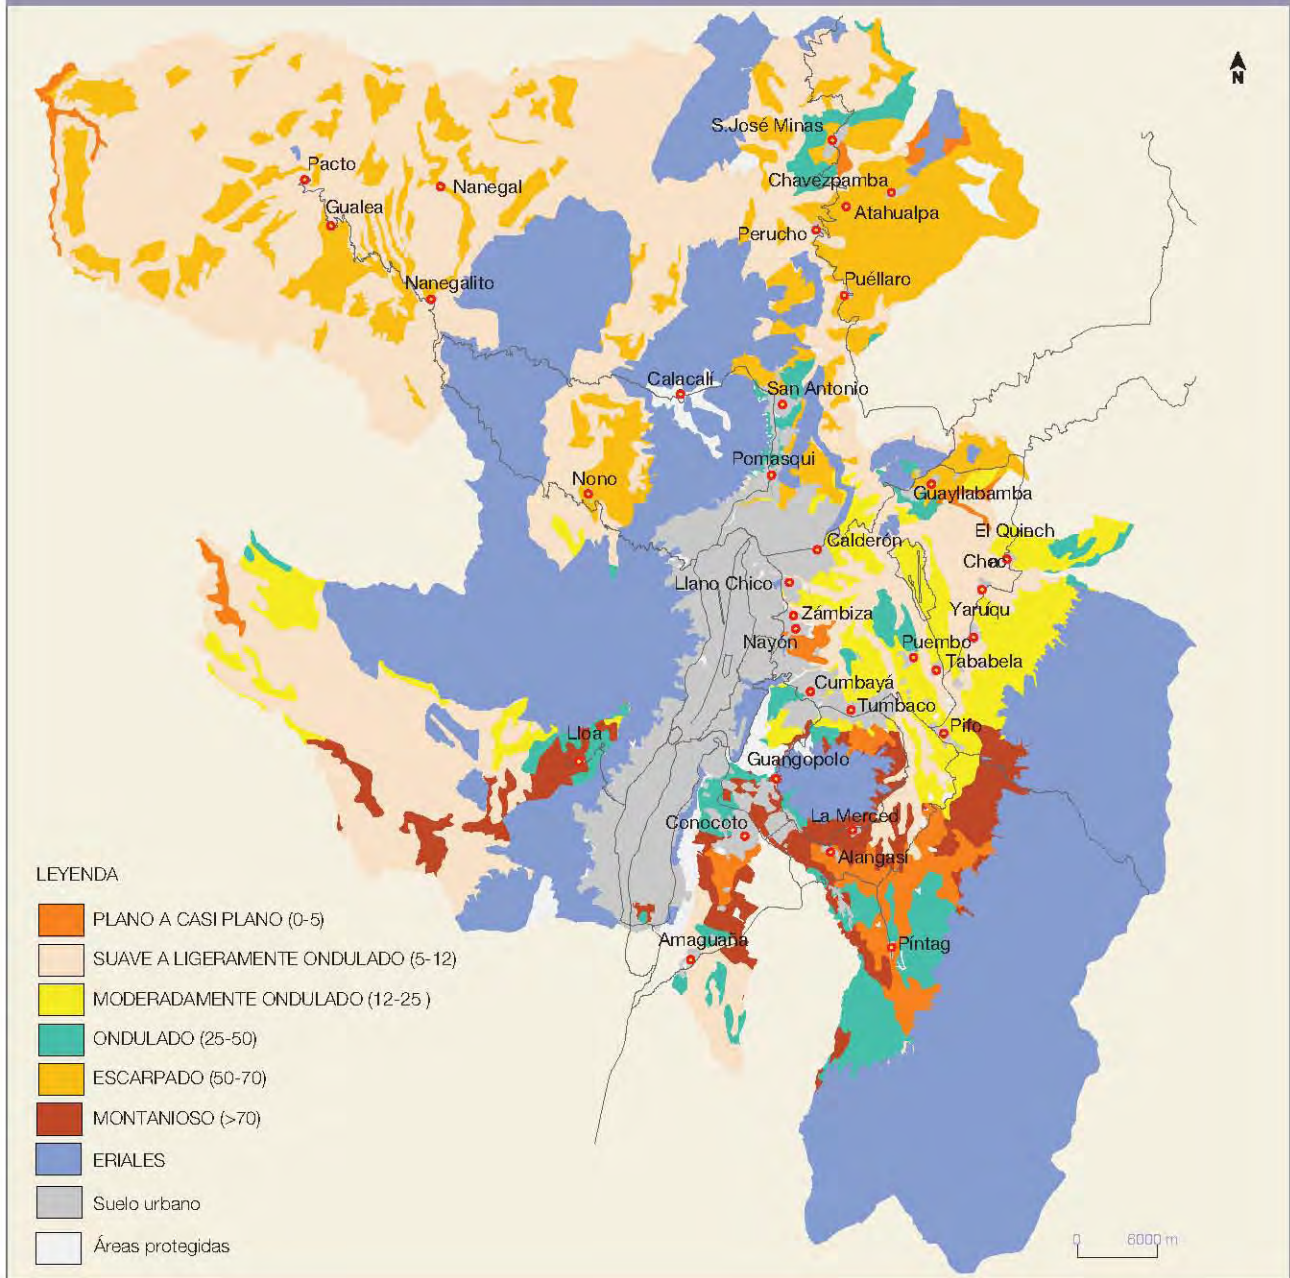 N
S.José Minas
Pacto
Chavezpamba
Nanegal
Gualea
Atahualpa
Perucho
Puéllaro
Nanegalito
Calacalí
San Antonio
Pomasqui
Nono
Guayllabamba
El Quinch
Calderón
Llano Chico
Yaruqu
Zámbiza
Nayón
Puembo
Tababela
Cumbayá
Tumbaco
Pifo
Lloa
Guangopolo
La Merced
Conocoto
Alangasí
Amaguaña
Píntag
LEYENDA
PLANO A CASI PLANO (0-5)
SUAVE A LIGERAMENTE ONDULADO (5-12)
MODERADAMENTE ONDULADO (12-25 )
ONDULADO (25-50)
ESCARPADO (50-70)
MONTANIOSO (>70)
ERIALES
Suelo urbano
Áreas protegidas
0 6000 m